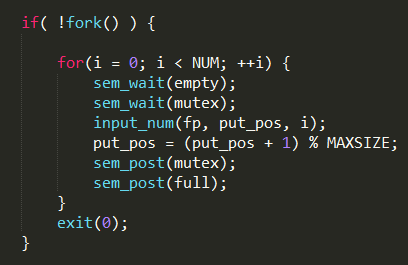 if( !fork() ) {
for(i = 0; i < NUM; ++i) {
sem_wait(empty);
sem_wait(mutex);
input_num(fp, put_pos, i);
put_pos = (put_pos + 1) % MAXSIZE;
sem_post(mutex);
sem_post(full);
}
exit(0);
}